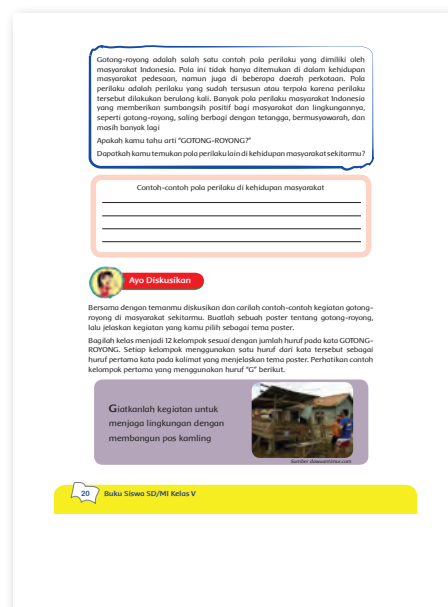 Gotong-royong adalah salah satu contoh pola perilaku yang dimiliki oleh
masyarakat Indonesia. Pola ini tidak hanya ditemukan di dalam kehidupan
masyarakat pedesaan, namun juga di beberapa daerah perkotaan. Pola
perilaku adalah perilaku yang sudah tersusun atau terpola karena perilaku
tersebut dilakukan berulang kali. Banyak pola perilaku masyarakat Indonesia
yang memberikan sumbangsih positif bagi masyarakat dan lingkungannya,
seperti gotong-royong, saling berbagi dengan tetangga, bermusyawarah, dan
masih banyak lagi
Apakah kamu tahu arti "GOTONG-ROYONG?"
Dapatkah kamu temukan pola perilaku lain di kehidupan masyarakat sekitarmu?
Contoh-contoh pola perilaku di kehidupan masyarakat
Ayo Diskusikan
Bersama dengan temanmu diskusikan dan carilah contoh-contoh kegiatan gotong-
royong di masyarakat sekitarmu. Buatlah sebuah poster tentang gotong-royong,
lalu jelaskan kegiatan yang kamu pilih sebagai tema poster.
Bagilah kelas menjadi 12 kelompok sesuai dengan jumlah huruf pada kata GOTONG-
ROYONG. Setiap kelompok menggunakan satu huruf dari kata tersebut sebagai
huruf pertama kata pada kalimat yang menjelaskan tema poster. Perhatikan contoh
kelompok pertama yang menggunakan huruf "G" berikut.
Giatkanlah kegiatan untuk
menjaga lingkungan dengan
membangun pos kamling
20 Buku Siswa SD/MI Kelas V